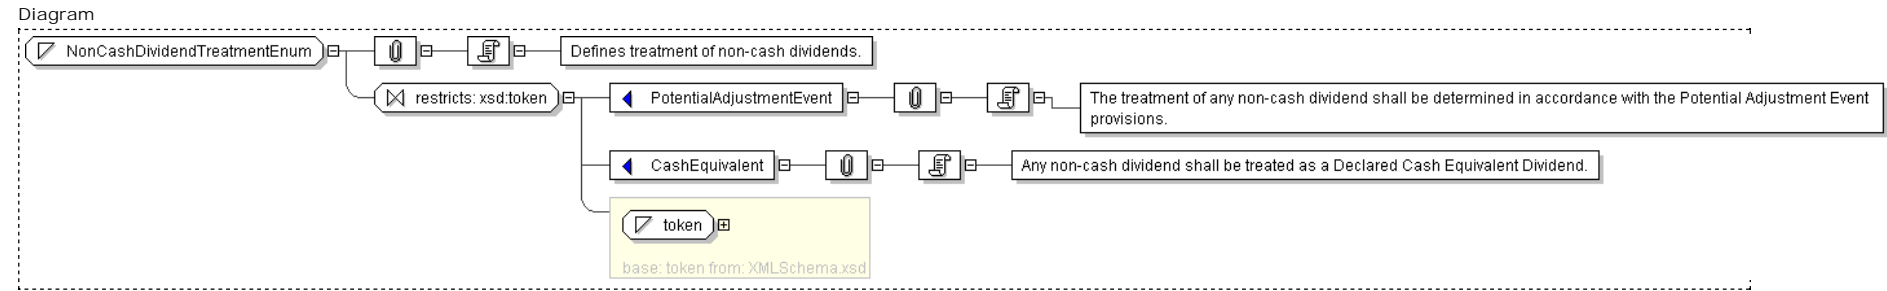 Diagram
NonCashDividendTreatmentEnum
Defines treatment of non-cash dividends.
restricts: xsd:token
PotentialAdjustmentEvent
The treatment of any non-cash dividend shall be determined in accordance with the Potential Adjustment Event
provisions.
CashEquivalent
Any non-cash dividend shall be treated as a Declared Cash Equivalent Dividend.
token
base: token from: XMLSchema.xsd